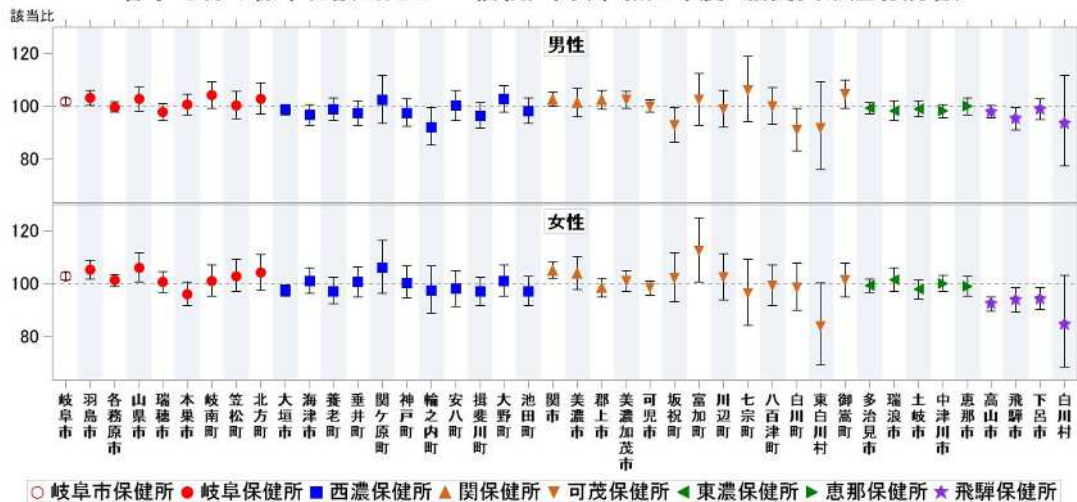 該当比
男性
120
100
80
女性
120
100
80
岐阜市 羽島市 各務原市 山県市 瑞穂市 本巣市 岐南町 笠松町 北方町 大垣市 海津市 養老町 垂井町 関ケ原町 神戸町 輪之内町 安八町 揖斐川町 大野町 池田町 関市 美濃市 郡上市 美濃加茂市 可児市 坂祝町 富加町 川辺町 七宗町 八百津町 白川町 東白川村 御嵩町 多治見市 瑞浪市 土岐市 中津川市 恵那市 高山市 飛騨市 下呂市 白川村
岐阜市保健所 岐阜保健所 西濃保健所 関保健所 可茂保健所 東濃保健所 恵那保健所 飛騨保健所